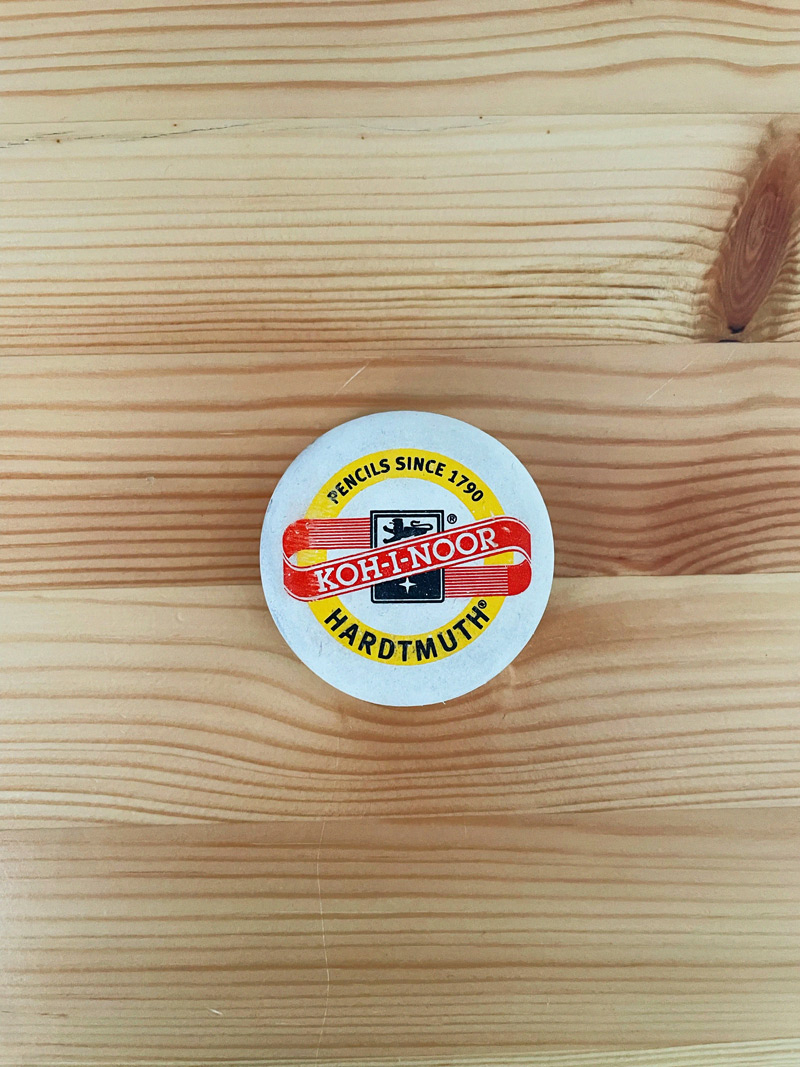 PENCILS SINCE 1790
®
KOH-I-NOOR
HARDTMUTH®